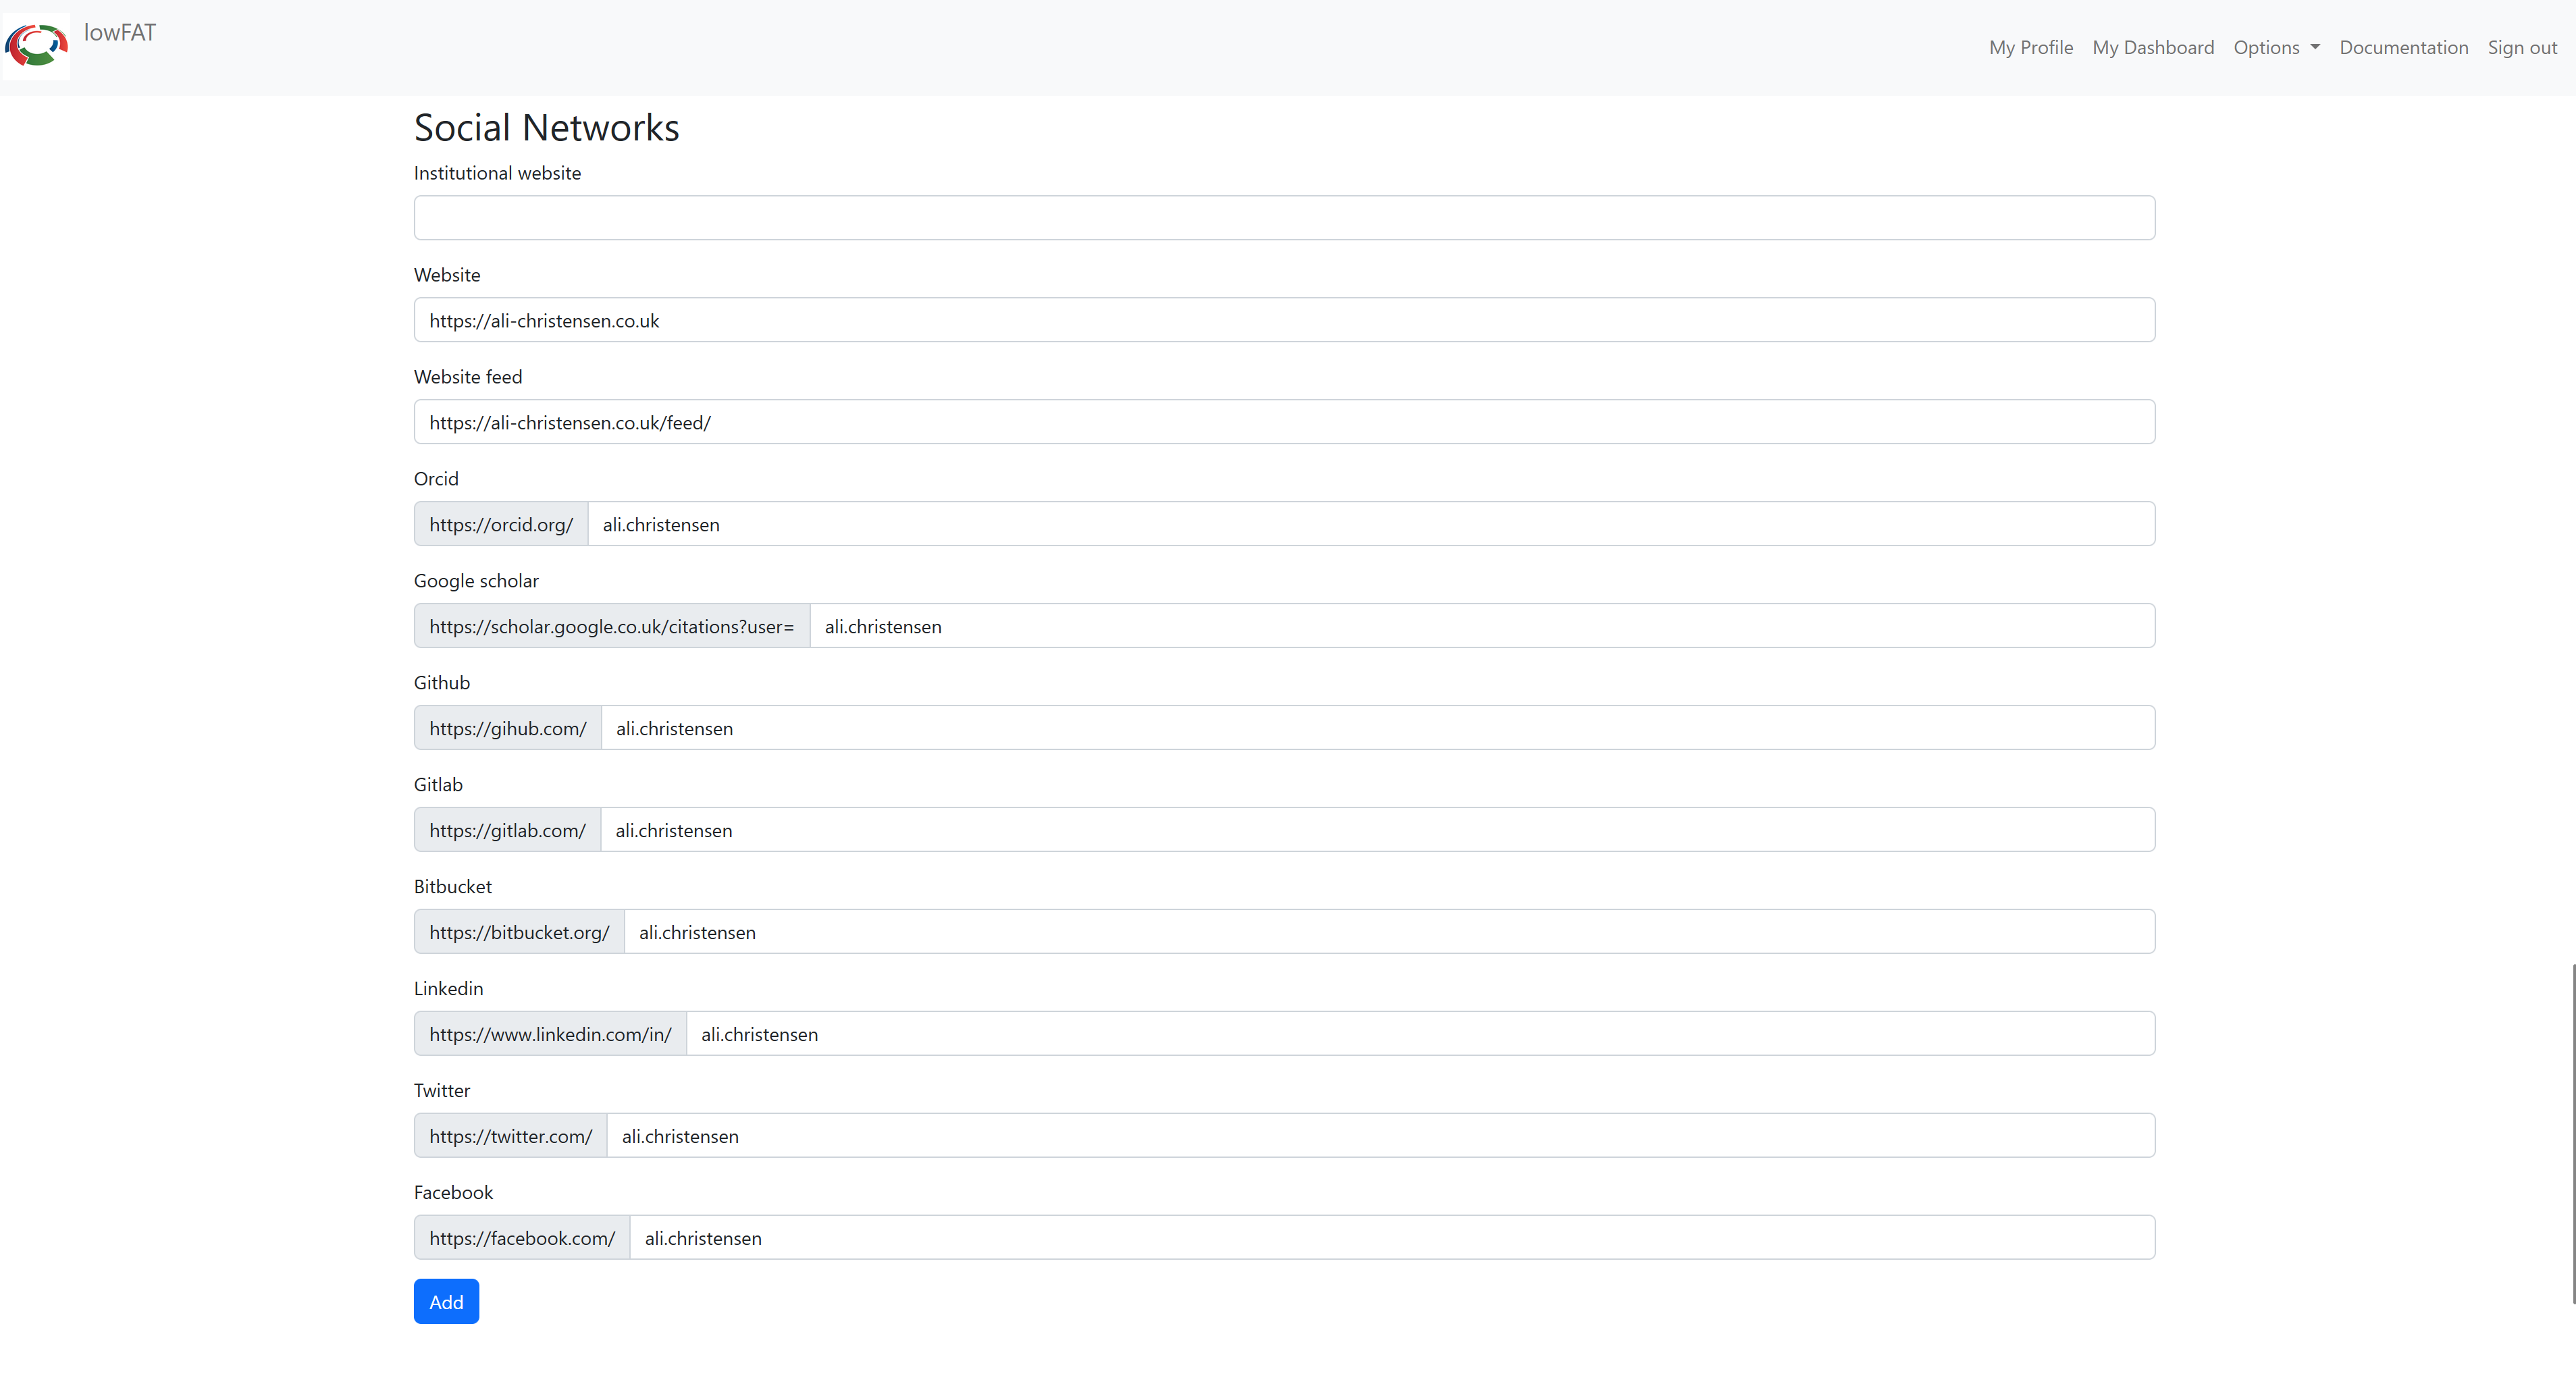 lowFAT
My Profile My Dashboard Options Documentation Sign out
Social Networks
Institutional website
Website
https://ali-christensen.co.uk
Website feed
https://ali-christensen.co.uk/feed/
Orcid
https://orcid.org/ ali.christensen
Google scholar
https://scholar.google.co.uk/citations?user= ali.christensen
Github
https://gihub.com/ ali.christensen
Gitlab
https://gitlab.com/ ali.christensen
Bitbucket
https://bitbucket.org/ ali.christensen
Linkedin
https://www.linkedin.com/in/ ali.christensen
Twitter
https://twitter.com/ ali.christensen
Facebook
https://facebook.com/ ali.christensen
Add